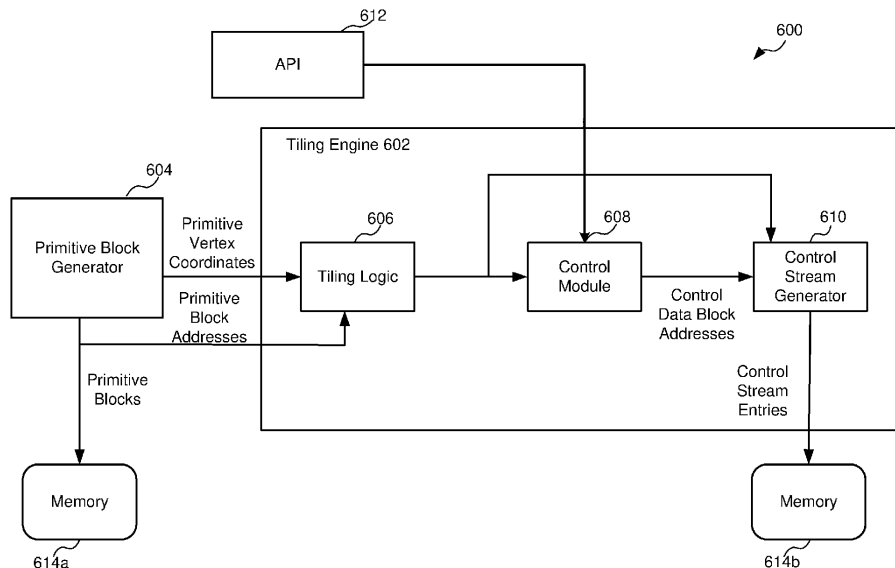 612
600
API
Tiling Engine 602
604
606
608
610
Primitive Block
Generator
Primitive
Vertex
Coordinates
Tiling Logic
Control
Module
Control
Stream
Generator
Primitive
Block
Addresses
Control
Data Block
Addresses
Primitive
Blocks
Control
Stream
Entries
Memory
Memory
614a
614b